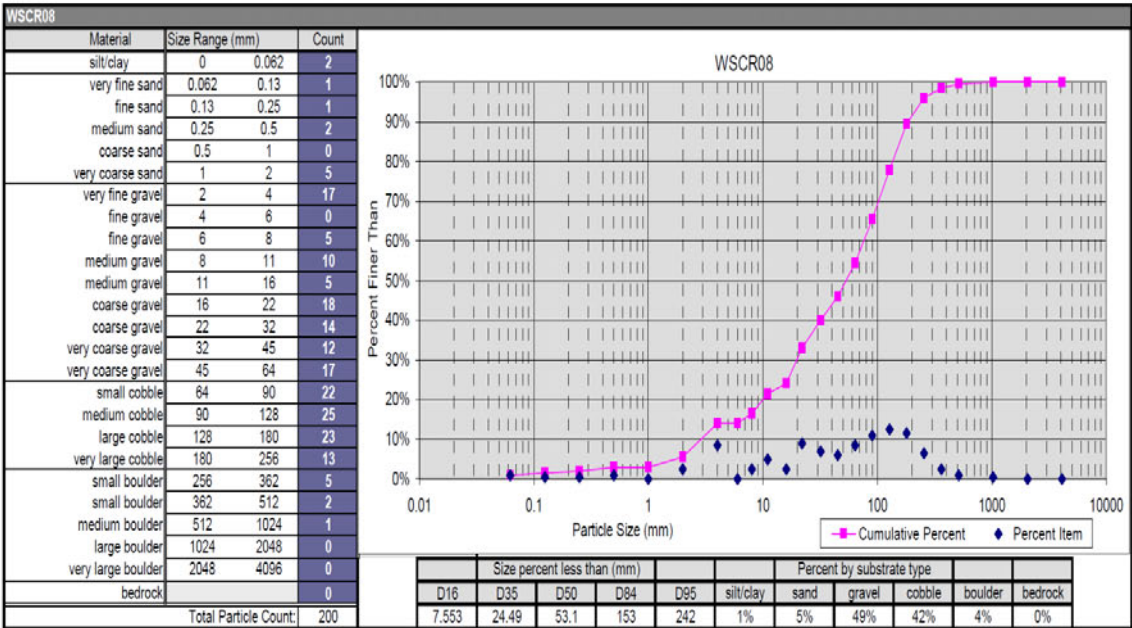 WSCR08
Material Size Range (mm) Count
silt/clay 0 0.062 2
very fine sand 0.062 0.13 1
fine sand 0.13 0.25 1
medium sand 0.25 0.5 2
coarse sand 0.5 1 0
very coarse sand 1 2 5
very fine gravel 2 4 17
fine gravel 4 6 0
fine gravel 6 8 5
medium gravel 8 11 10
medium gravel 11 16 5
coarse gravel 16 22 18
coarse gravel 22 32 14
very coarse gravel 32 45 12
very coarse gravel 45 64 17
small cobble 64 90 22
medium cobble 90 128 25
large cobble 128 180 23
very large cobble 180 256 13
small boulder 256 362 5
small boulder 362 512 2
medium boulder 512 1024 1
large boulder 1024 2048 0
very large boulder 2048 4096 0
bedrock 0
Total Particle Count: 200
WSCR08
Percent Finer Than
100%
90%
80%
70%
60%
50%
40%
30%
20%
10%
0%
0.01 0.1 1 10 100 1000 10000
Particle Size (mm)
Cumulative Percent Percent Item
Size percent less than (mm) Percent by substrate type
D16 D35 D50 D84 D95 silt/clay sand gravel cobble boulder bedrock
7.553 24.49 53.1 153 242 1% 5% 49% 42% 4% 0%